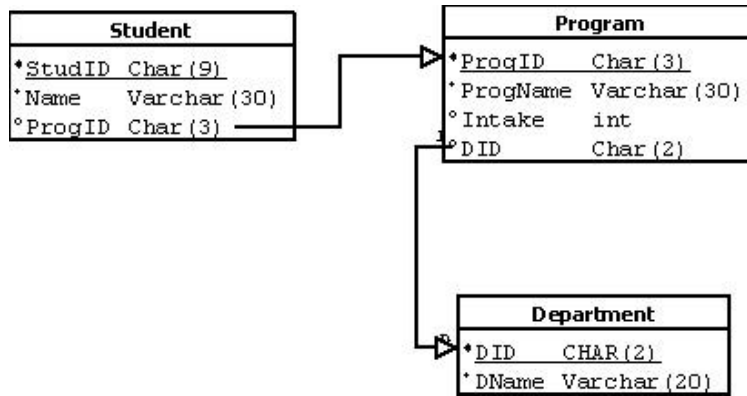 Student
*StudID Char(9)
*Name Varchar(30)
°ProgID Char(3)
Program
*ProgID Char(3)
*ProgName Varchar(30)
°Intake int
°DID Char(2)
Department
*DID CHAR(2)
*DName Varchar(20)